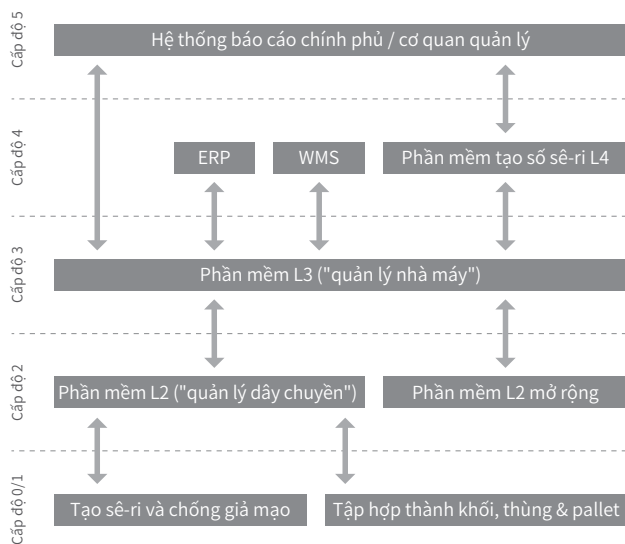 Cấp độ 5
Hệ thống báo cáo chính phủ / cơ quan quản lý
Cấp độ 4
ERP
WMS
Phần mềm tạo số sê-ri L4
Cấp độ 3
Phần mềm L3 ("quản lý nhà máy")
Cấp độ 2
Phần mềm L2 ("quản lý dây chuyền")
Phần mềm L2 mở rộng
Cấp độ 0/1
Tạo sê-ri và chống giả mạo
Tập hợp thành khối, thùng & pallet